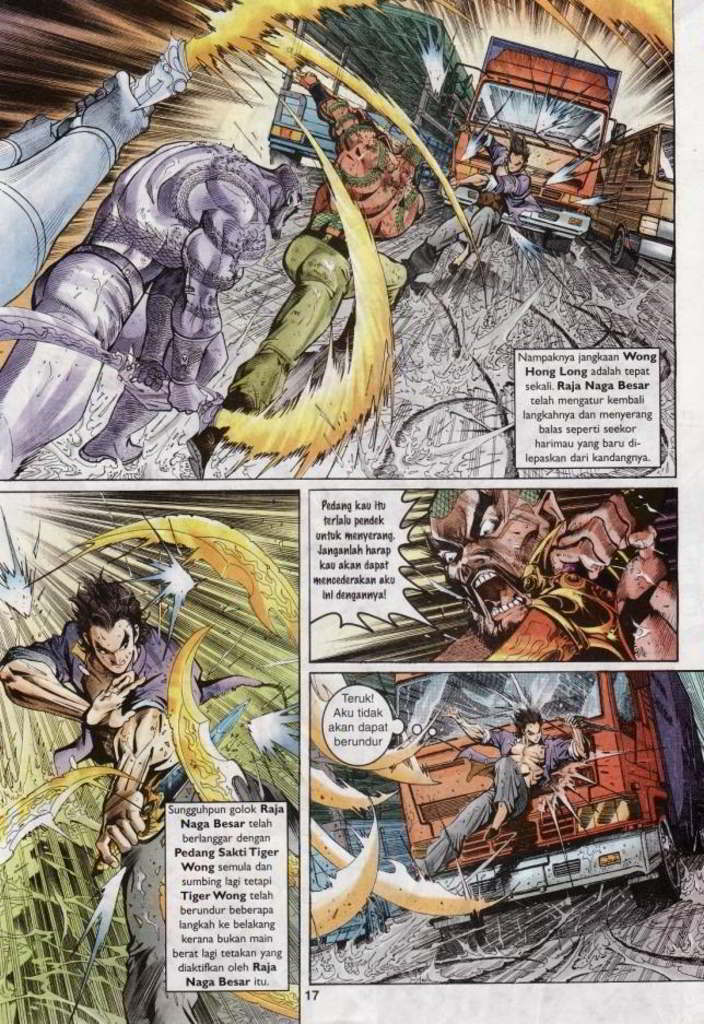 Nampaknya jangkaan Wong
Hong Long adalah tepat
sekali. Raja Naga Besar
telah mengatur kembali
langkahnya dan menyerang
balas seperti seekor
harimau yang baru di-
lepaskan dari kandangnya.
Pedang kau itu
terlalu pendek
untuk menyerang.
Janganlah harap
kau akan dapat
mencederakan aku
ini dengannya!
Sungguhpun golok Raja
Naga Besar telah
berlanggar dengan
Pedang Sakti Tiger
Wong semula dan
sumbing lagi tetapi
Tiger Wong telah
berundur beberapa
langkah ke belakang
kerana bukan main
berat lagi tetakan yang
diaktifkan oleh Raja
Naga Besar itu.
Teruk!
Aku tidak
akan dapat
berundur
17